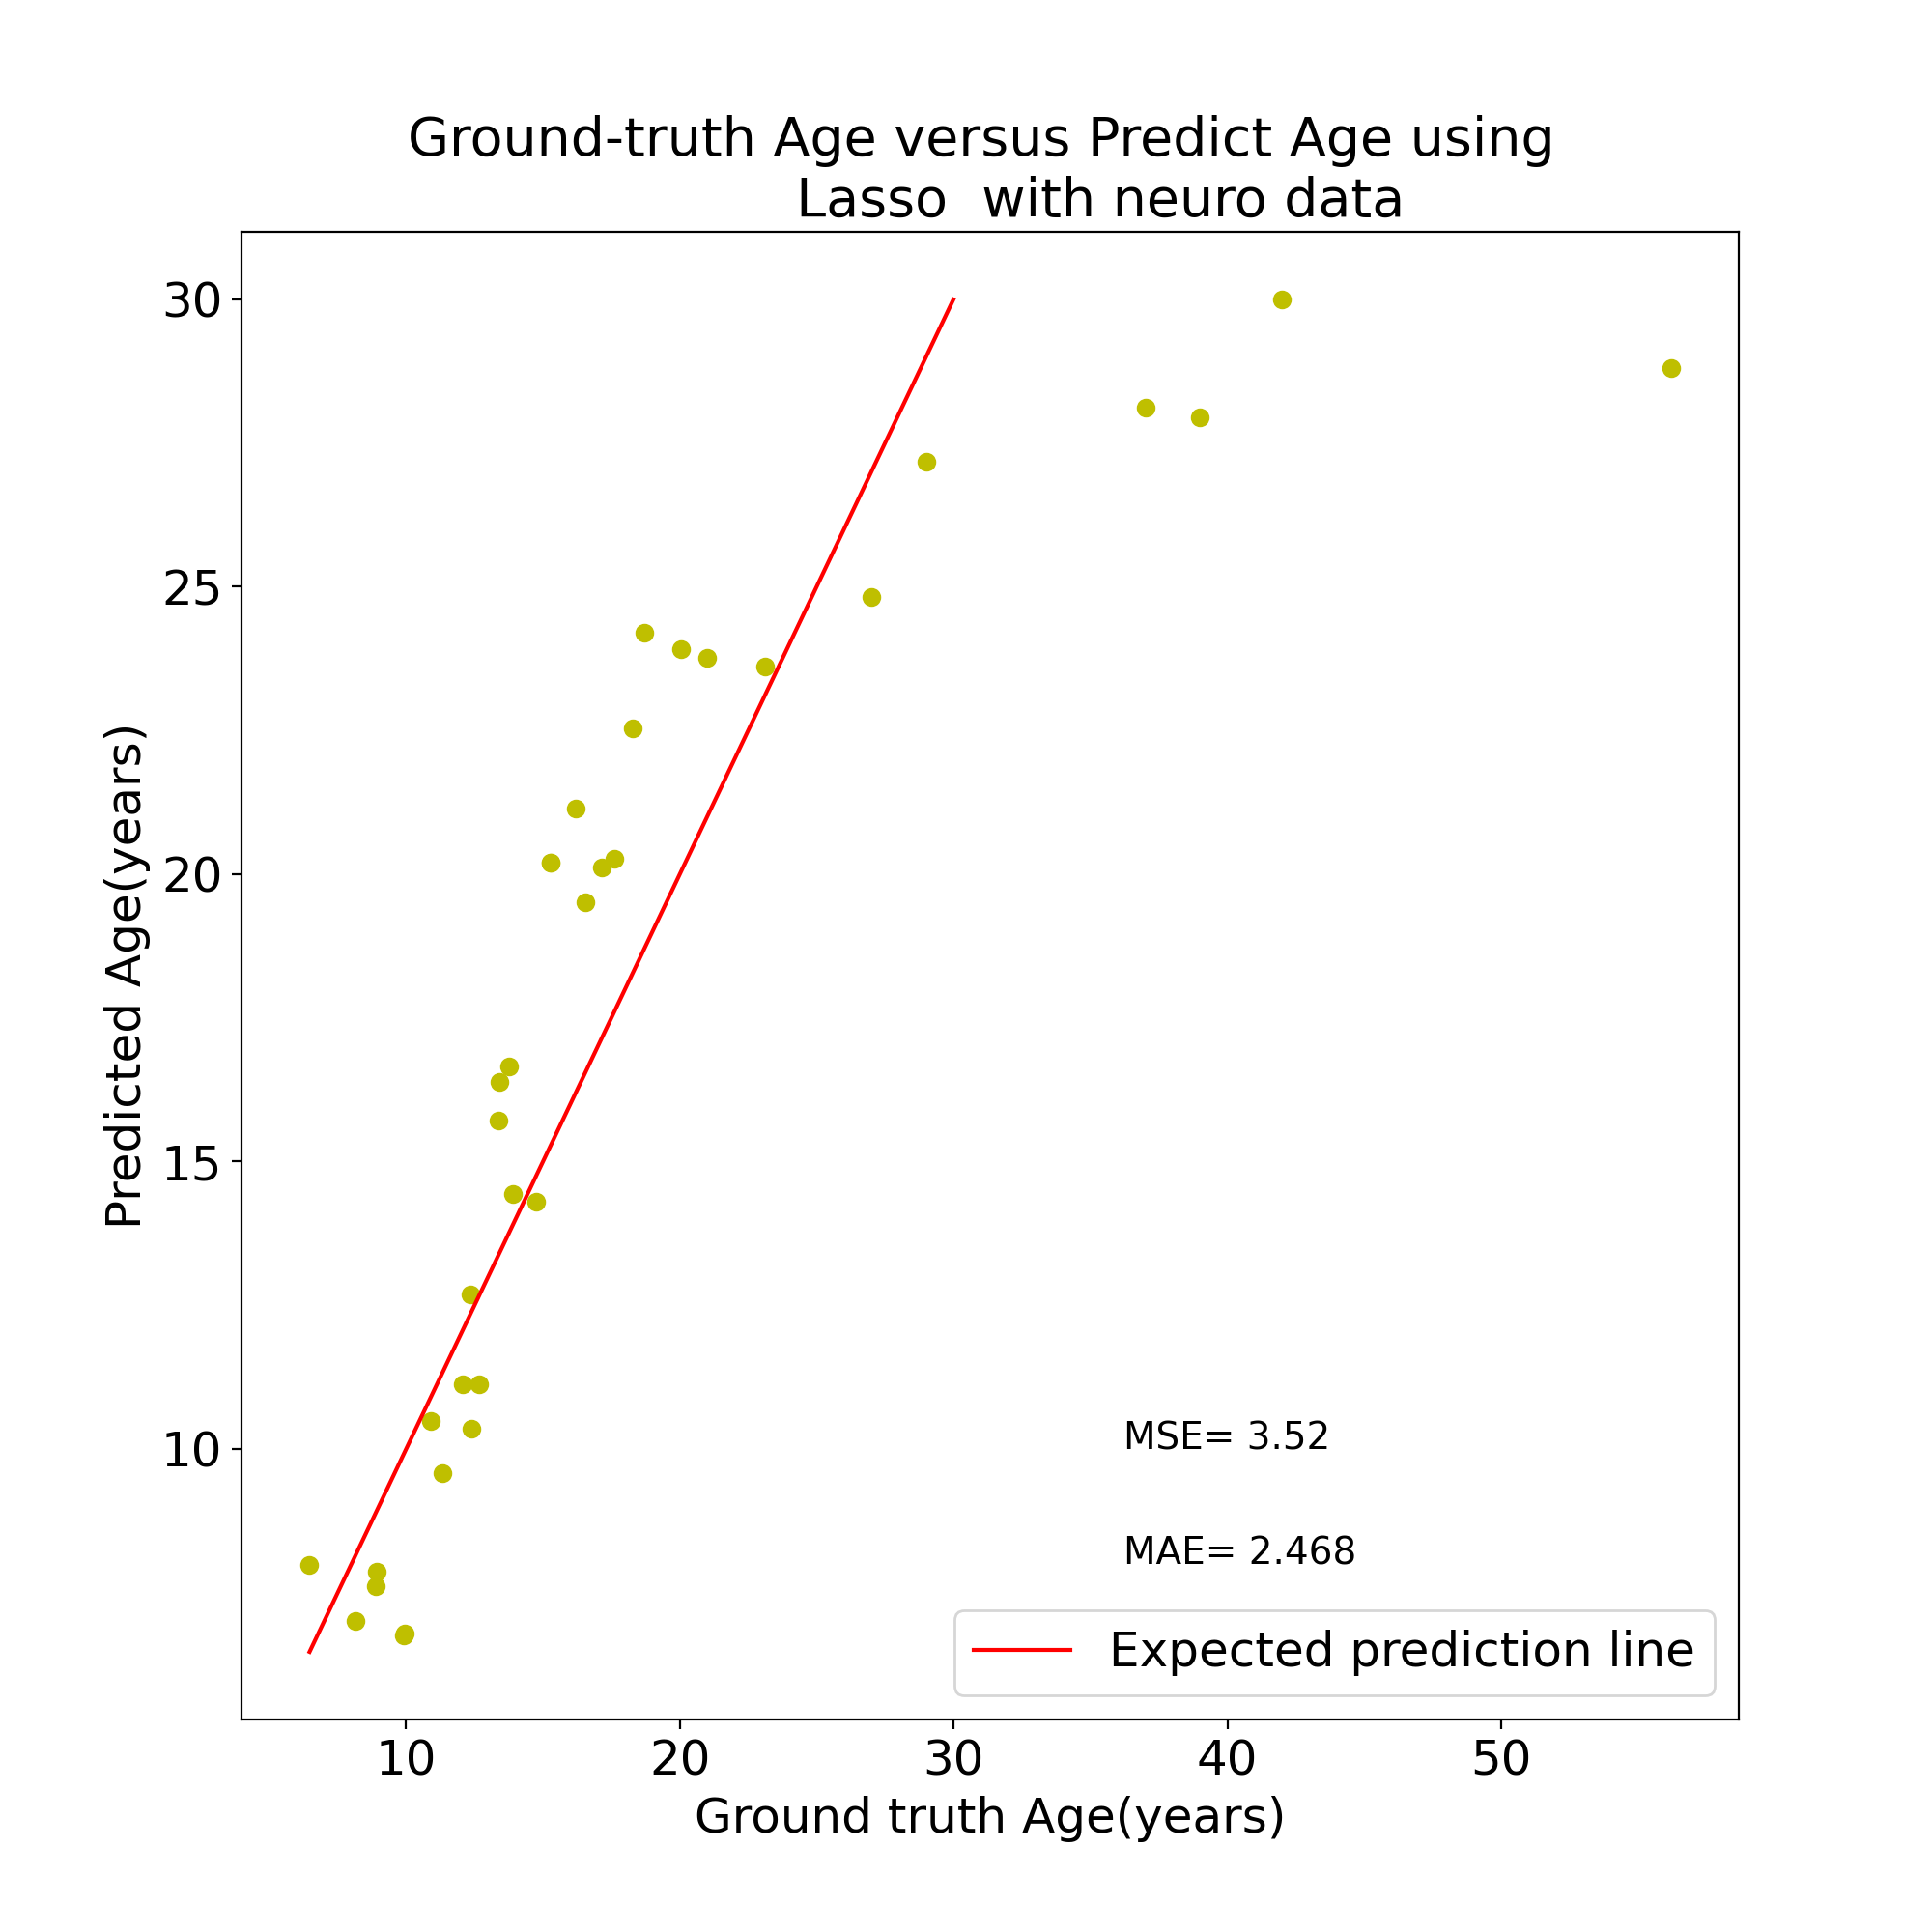 Ground-truth Age versus Predict Age using
Lasso  with neuro data
30
25
20
15
10
Predicted Age(years)
MSE= 3.52
MAE= 2.468
Expected prediction line
10 20 30 40 50
Ground truth Age(years)